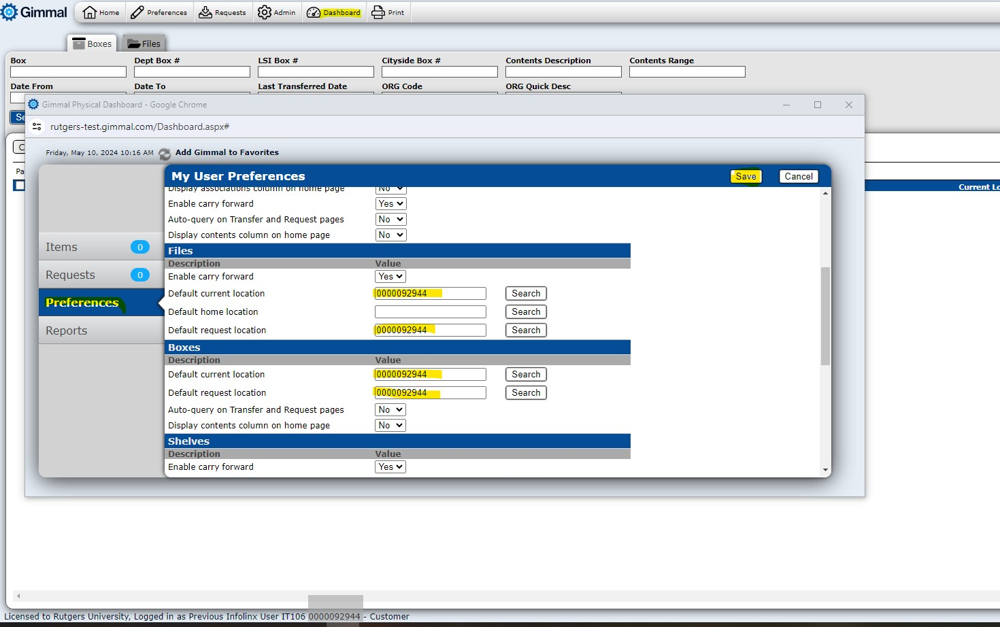 Gimmal Home Preferences Requests Admin Dashboard Print
Boxes Files
Box Dept Box # LSI Box # Cityside Box # Contents Description Contents Range
Date From Date To Last Transferred Date ORG Code ORG Quick Desc
Gimmal Physical Dashboard - Google Chrome
rutgers-test.gimmal.com/Dashboard.aspx#
Friday, May 10, 2024 10:16 AM Add Gimmal to Favorites
My User Preferences Save Cancel
Display associations column on home page No
Enable carry forward Yes
Auto-query on Transfer and Request pages No
Display contents column on home page No
Items 0
Requests 0
Preferences
Reports
Files
Description Value
Enable carry forward Yes
Default current location 0000092944 Search
Default home location Search
Default request location 0000092944 Search
Boxes
Description Value
Default current location 0000092944 Search
Default request location 0000092944 Search
Auto-query on Transfer and Request pages No
Display contents column on home page No
Shelves
Description Value
Enable carry forward Yes
Current Lo
Licensed to Rutgers University, Logged in as Previous Infolinx User IT106 0000092944 - Customer